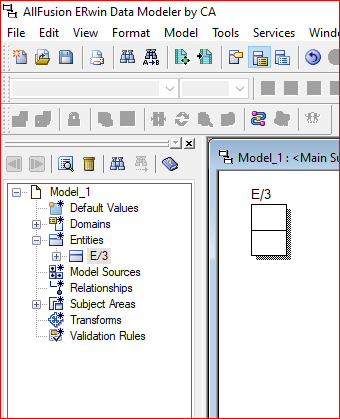 AllFusion ERwin Data Modeler by CA
File Edit View Format Model Tools Services
A→B
Model_1
Default Values
Domains
Entities
E/3
Model Sources
Relationships
Subject Areas
Transforms
Validation Rules
Model_1 : <Main Su
E/3